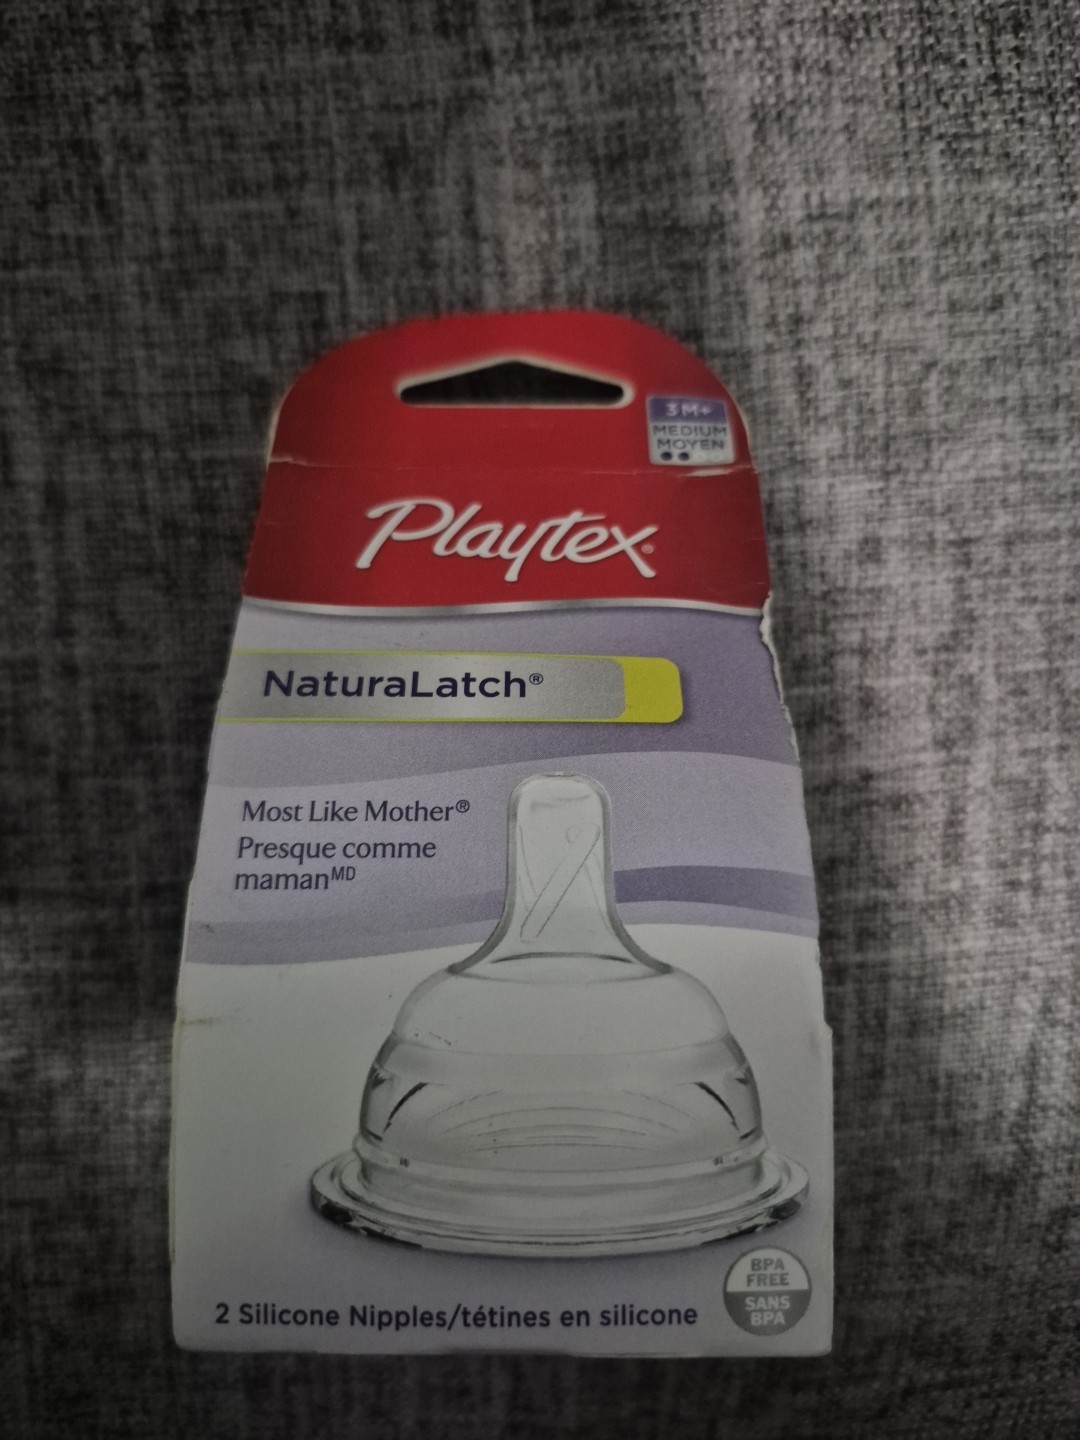 3M+
MEDIUM
MOYEN
Playtex®
NaturaLatch®
Most Like Mother®
Presque comme
mamanMD
BPA
FREE
SANS
BPA
2 Silicone Nipples/tétines en silicone